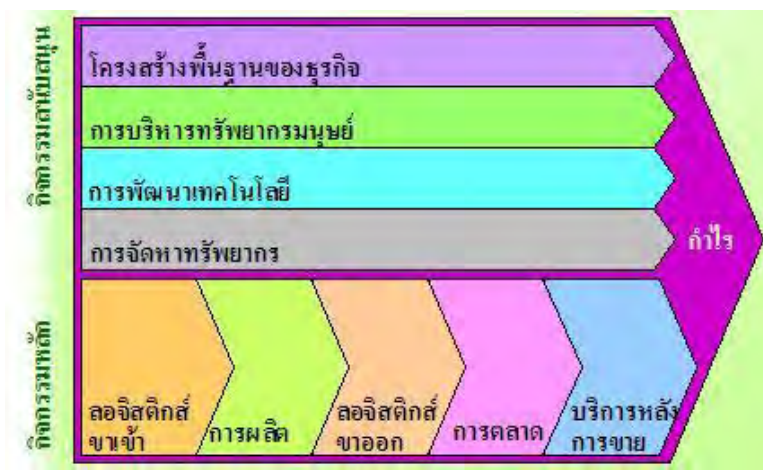 กิจกรรมสนับสนุน
โครงสร้างพื้นฐานของธุรกิจ
การบริหารทรัพยากรมนุษย์
การพัฒนาเทคโนโลยี
การจัดหาทรัพยากร
กำไร
กิจกรรมหลัก
ลอจิสติกส์
ขาเข้า
การผลิต
ลอจิสติกส์
ขาออก
การตลาด
บริการหลัง
การขาย